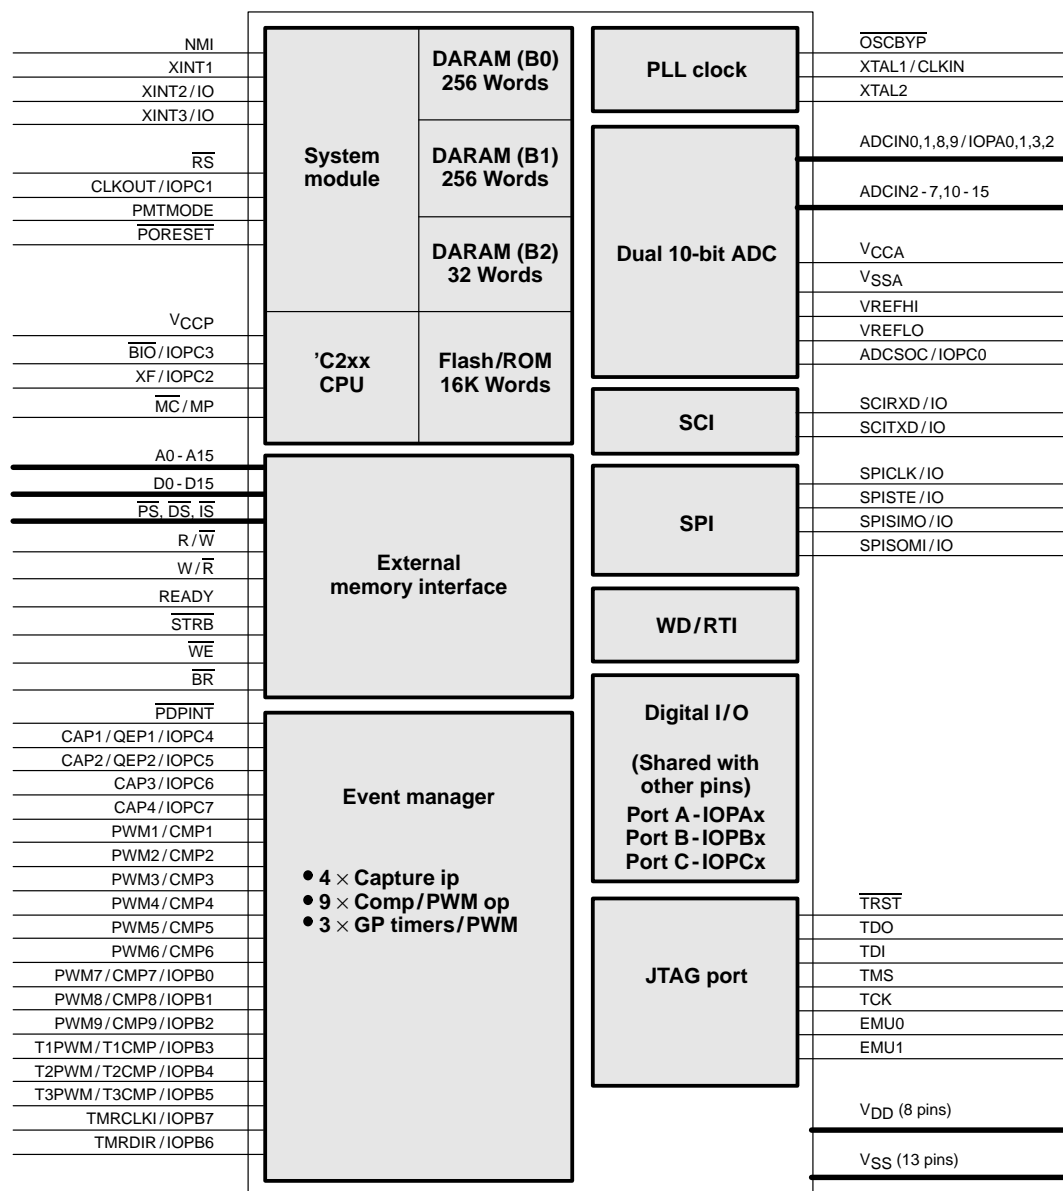 NMI
XINT1
XINT2/IO
XINT3/IO
RS
CLKOUT/IOPC1
PMTMODE
PORESET
VCCP
BIO/IOPC3
XF/IOPC2
MC/MP
A0-A15
D0-D15
PS, DS, IS
R/W
W/R
READY
STRB
WE
BR
PDPINT
CAP1/QEP1/IOPC4
CAP2/QEP2/IOPC5
CAP3/IOPC6
CAP4/IOPC7
PWM1/CMP1
PWM2/CMP2
PWM3/CMP3
PWM4/CMP4
PWM5/CMP5
PWM6/CMP6
PWM7/CMP7/IOPB0
PWM8/CMP8/IOPB1
PWM9/CMP9/IOPB2
T1PWM/T1CMP/IOPB3
T2PWM/T2CMP/IOPB4
T3PWM/T3CMP/IOPB5
TMRCLKI/IOPB7
TMRDIR/IOPB6
System
module
DARAM (B0)
256 Words
DARAM (B1)
256 Words
DARAM (B2)
32 Words
'C2xx
CPU
Flash/ROM
16K Words
External
memory interface
Event manager
• 4 × Capture ip
• 9 × Comp/PWM op
• 3 × GP timers/PWM
PLL clock
Dual 10-bit ADC
SCI
SPI
WD/RTI
Digital I/O
(Shared with
other pins)
Port A-IOPAx
Port B-IOPBx
Port C-IOPCx
JTAG port
OSCBYP
XTAL1/CLKIN
XTAL2
ADCIN0,1,8,9/IOPA0,1,3,2
ADCIN2-7,10-15
VCCA
VSSA
VREFHI
VREFLO
ADCSOC/IOPC0
SCIRXD/IO
SCITXD/IO
SPICLK/IO
SPISTE/IO
SPISIMO/IO
SPISOMI/IO
TRST
TDO
TDI
TMS
TCK
EMU0
EMU1
VDD (8 pins)
VSS (13 pins)